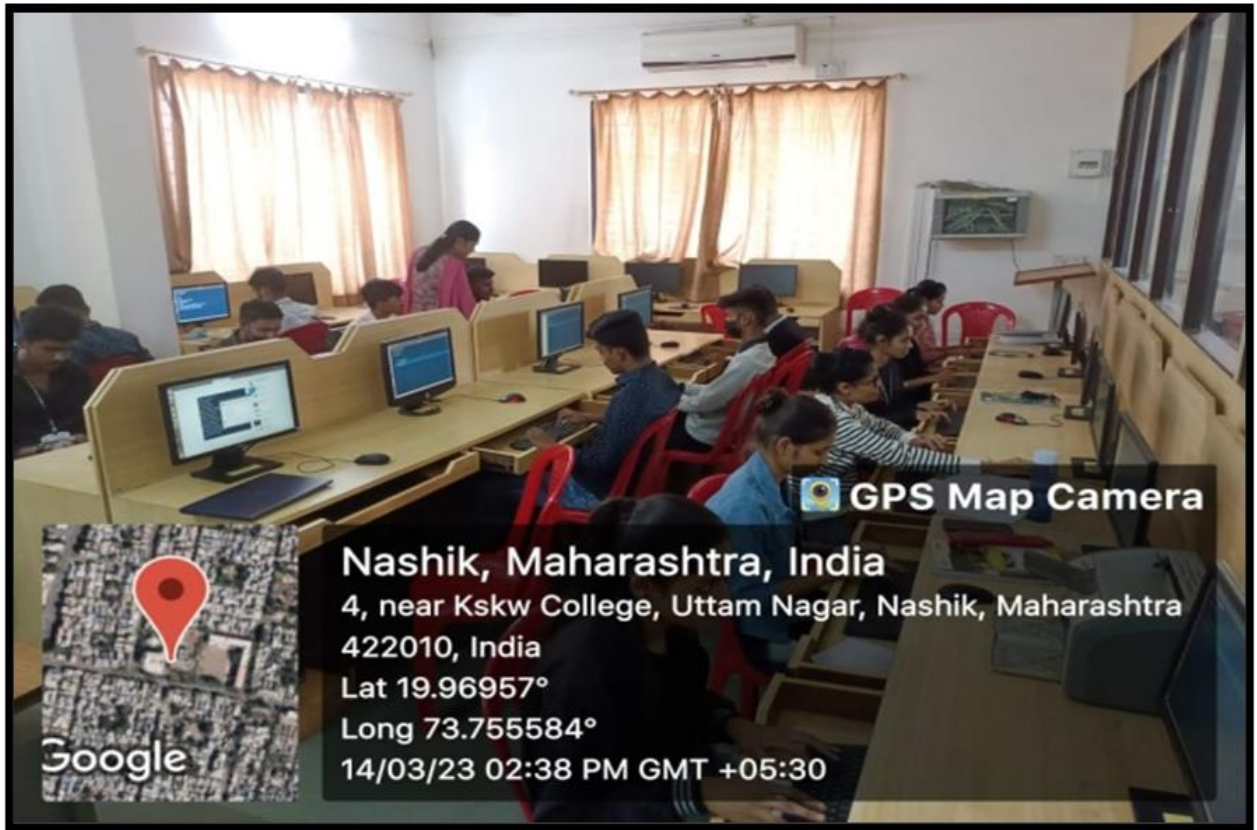 GPS Map Camera
Nashik, Maharashtra, India
4, near Kskw College, Uttam Nagar, Nashik, Maharashtra
422010, India
Lat 19.96957°
Long 73.755584°
14/03/23 02:38 PM GMT +05:30
Google